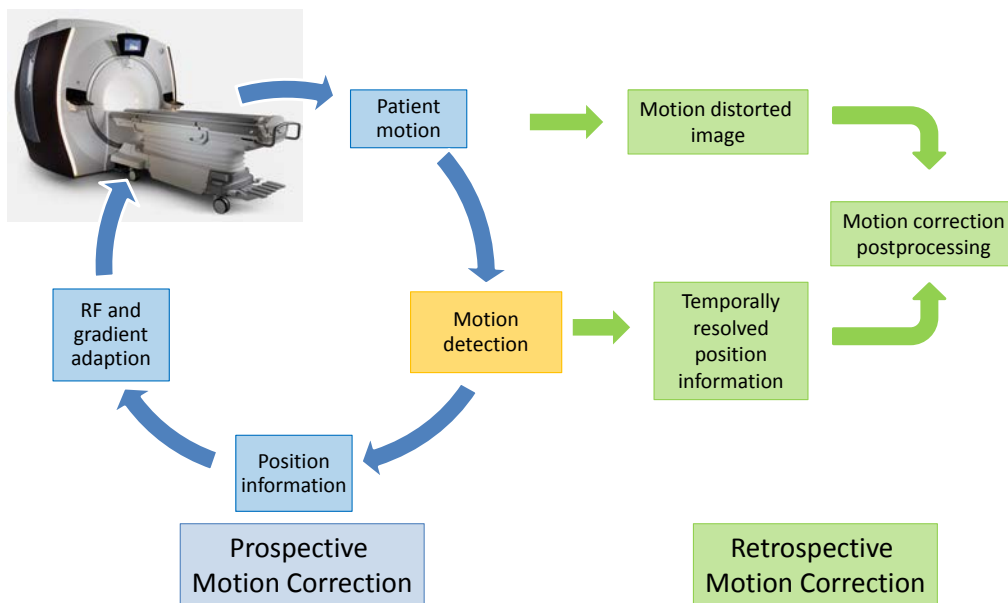 Patient
motion
Motion distorted
image
Motion correction
postprocessing
RF and
gradient
adaption
Motion
detection
Temporally
resolved
position
information
Position
information
Prospective
Motion Correction
Retrospective
Motion Correction